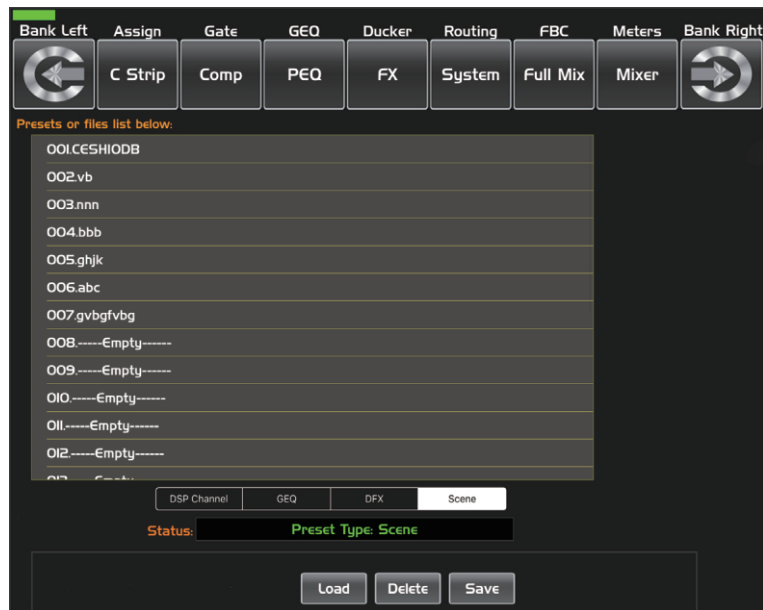 Bank Left Assign Gate GEQ Ducker Routing FBC Meters Bank Right
C Strip Comp PEQ FX System Full Mix Mixer
Presets or files list below:
001.CESHIODB
002.vb
003.nnn
004.bbb
005.ghjk
006.abc
007.gvbgfvbg
008.-----Empty------
009.-----Empty------
010.-----Empty------
011.-----Empty------
012.-----Empty------
DSP Channel GEQ DFX Scene
Status: Preset Type: Scene
Load Delete Save